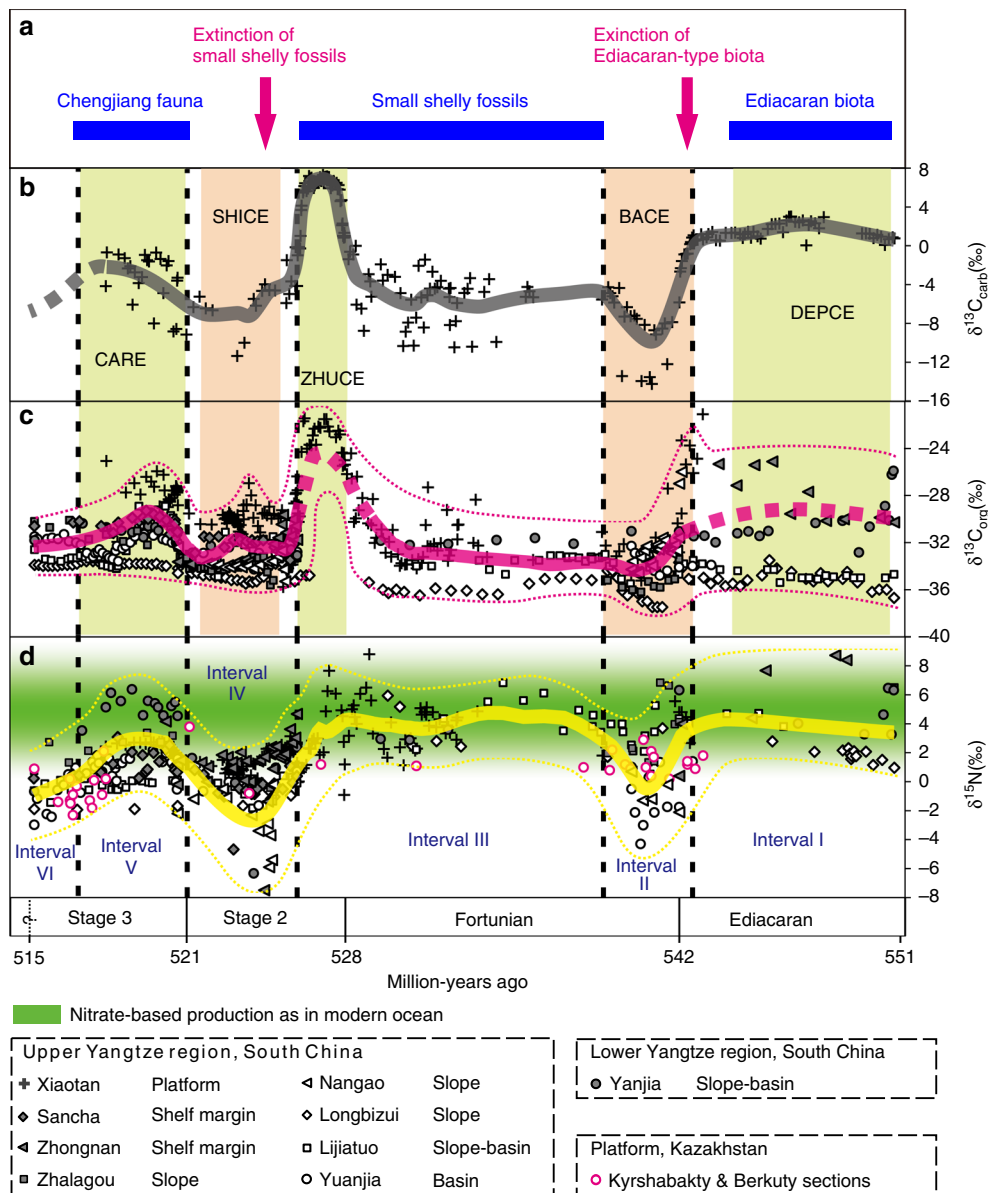 a
Extinction of
small shelly fossils
Exinction of
Ediacaran-type biota
Chengjiang fauna
Small shelly fossils
Ediacaran biota
b
SHICE
BACE
CARE
ZHUCE
DEPCE
8
4
0
−4
−8
−12
−16
δ13Ccarb(‰)
c
−24
−28
−32
−36
−40
δ13Corg(‰)
d
Interval
IV
Interval
VI
Interval
V
Interval III
Interval
II
Interval I
8
6
4
2
0
−2
−4
−6
−8
δ15N(‰)
Stage 3
Stage 2
Fortunian
Ediacaran
515
521
528
542
551
Million-years ago
Nitrate-based production as in modern ocean
Upper Yangtze region, South China
Xiaotan Platform
Sancha Shelf margin
Zhongnan Shelf margin
Zhalagou Slope
Nangao Slope
Longbizui Slope
Lijiatuo Slope-basin
Yuanjia Basin
Lower Yangtze region, South China
Yanjia Slope-basin
Platform, Kazakhstan
Kyrshabakty & Berkuty sections